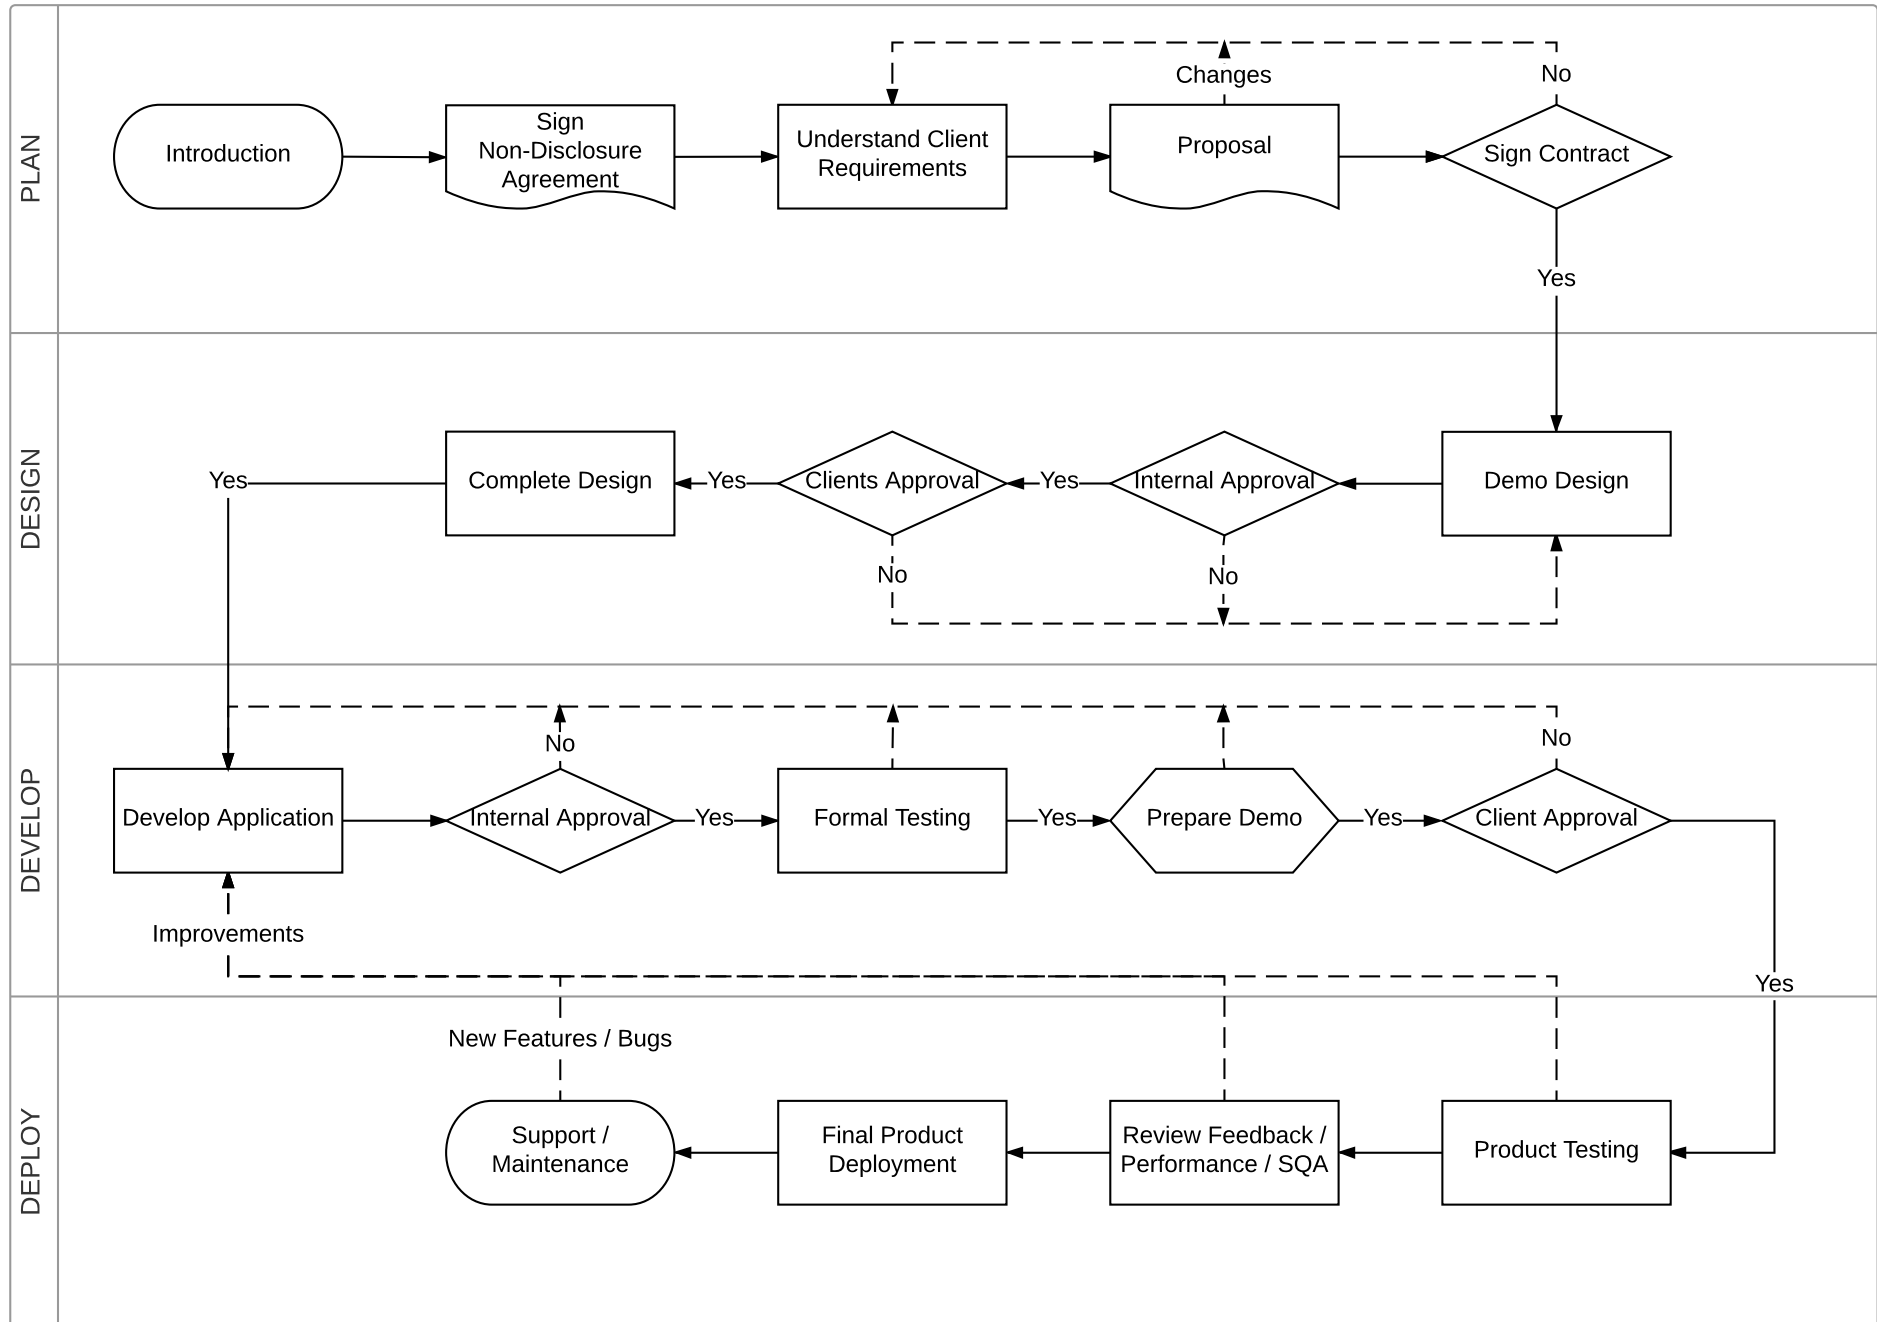 PLAN
Changes
No
Introduction
Sign
Non-Disclosure
Agreement
Understand Client
Requirements
Proposal
Sign Contract
Yes
DESIGN
Yes
Complete Design
Yes
Clients Approval
Yes
Internal Approval
Demo Design
No
No
DEVELOP
No
No
Develop Application
Internal Approval
Yes
Formal Testing
Yes
Prepare Demo
Yes
Client Approval
Improvements
Yes
DEPLOY
New Features / Bugs
Support /
Maintenance
Final Product
Deployment
Review Feedback /
Performance / SQA
Product Testing